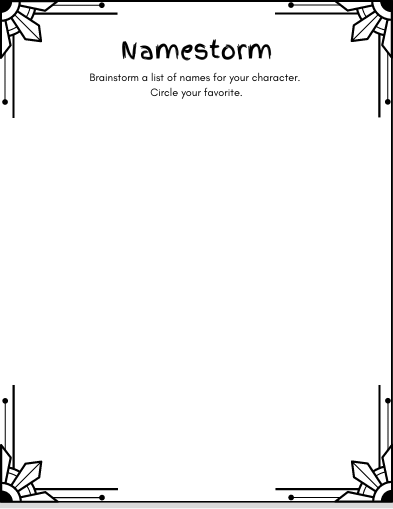 Namestorm
Brainstorm a list of names for your character.
Circle your favorite.